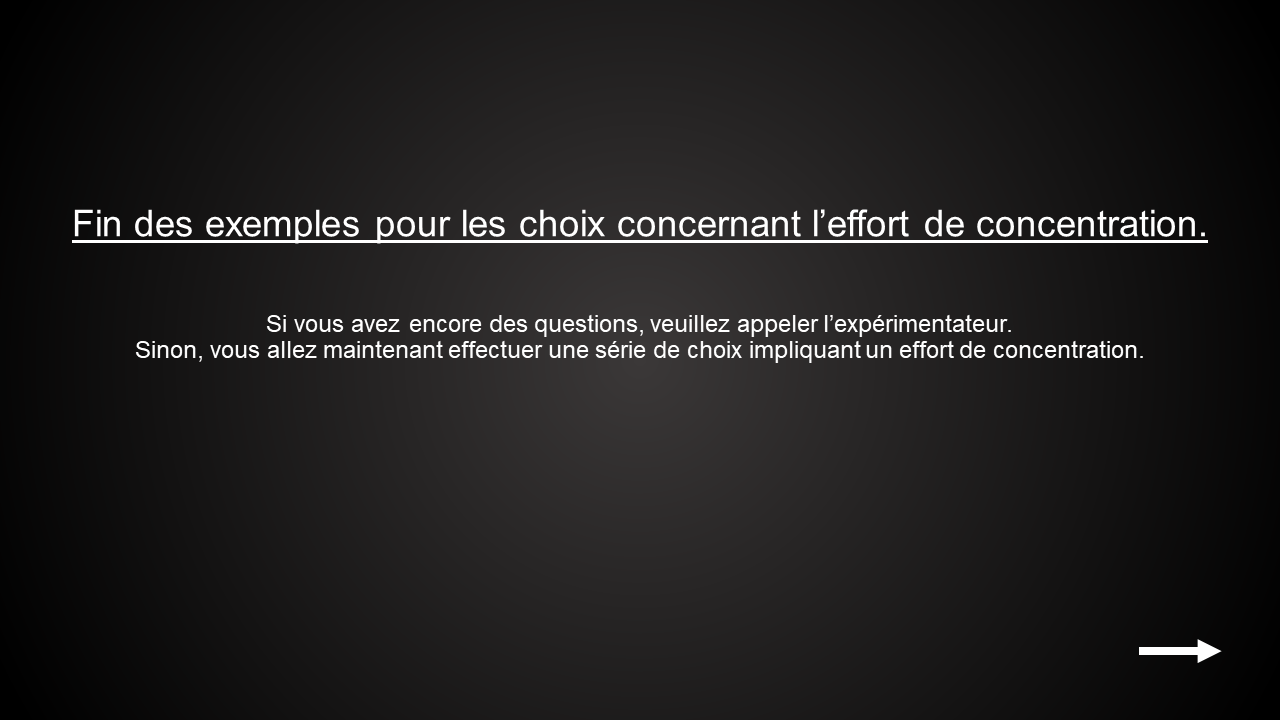 Fin des exemples pour les choix concernant l’effort de concentration.
Si vous avez encore des questions, veuillez appeler l’expérimentateur.
Sinon, vous allez maintenant effectuer une série de choix impliquant un effort de concentration.